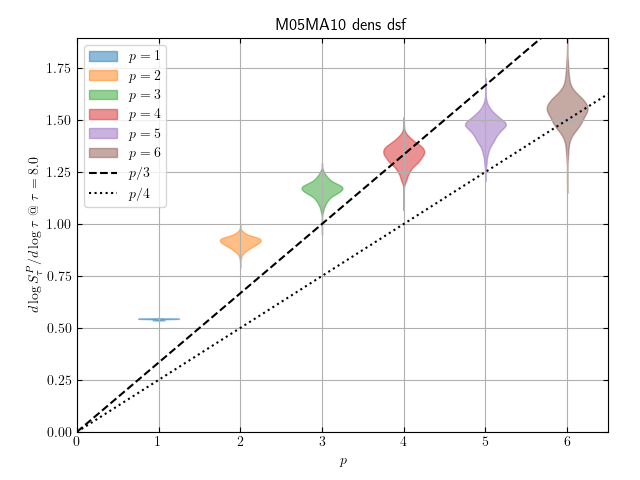 M05MA10 dens dsf
d log S_τ^P / d log τ @ τ = 8.0
1.75
1.50
1.25
1.00
0.75
0.50
0.25
0.00
p = 1
p = 2
p = 3
p = 4
p = 5
p = 6
p/3
p/4
0 1 2 3 4 5 6
p